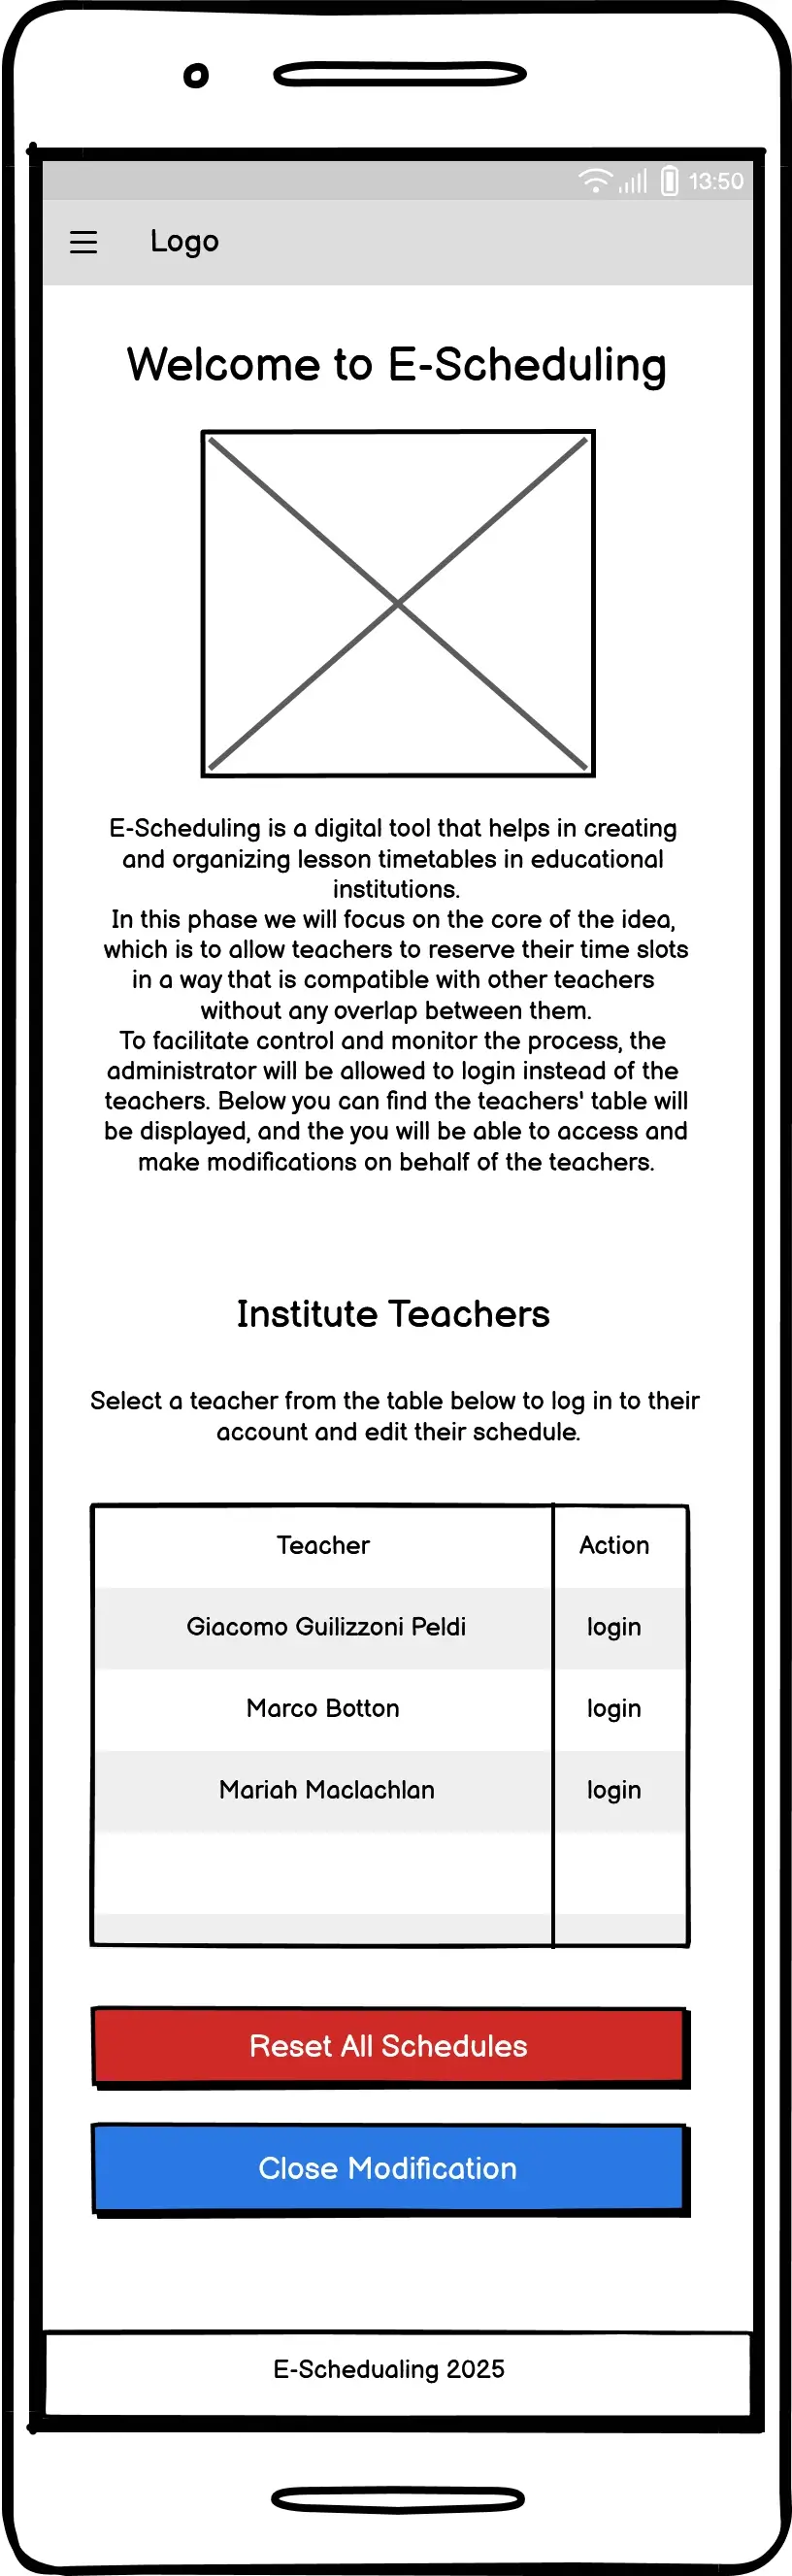 13:50
Logo
Welcome to E-Scheduling
E-Scheduling is a digital tool that helps in creating
and organizing lesson timetables in educational
institutions.
In this phase we will focus on the core of the idea,
which is to allow teachers to reserve their time slots
in a way that is compatible with other teachers
without any overlap between them.
To facilitate control and monitor the process, the
administrator will be allowed to login instead of the
teachers. Below you can find the teachers' table will
be displayed, and the you will be able to access and
make modifications on behalf of the teachers.
Institute Teachers
Select a teacher from the table below to log in to their
account and edit their schedule.
Teacher Action
Giacomo Guilizzoni Peldi login
Marco Botton login
Mariah Maclachlan login
Reset All Schedules
Close Modification
E-Schedualing 2025